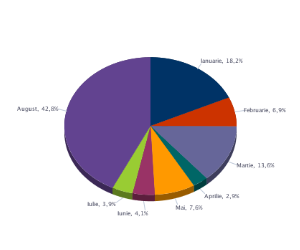 Ianuarie, 18,2%
Februarie, 6,9%
Martie, 13,6%
Aprilie, 2,9%
Mai, 7,6%
Iunie, 4,1%
Iulie, 3,9%
August, 42,8%